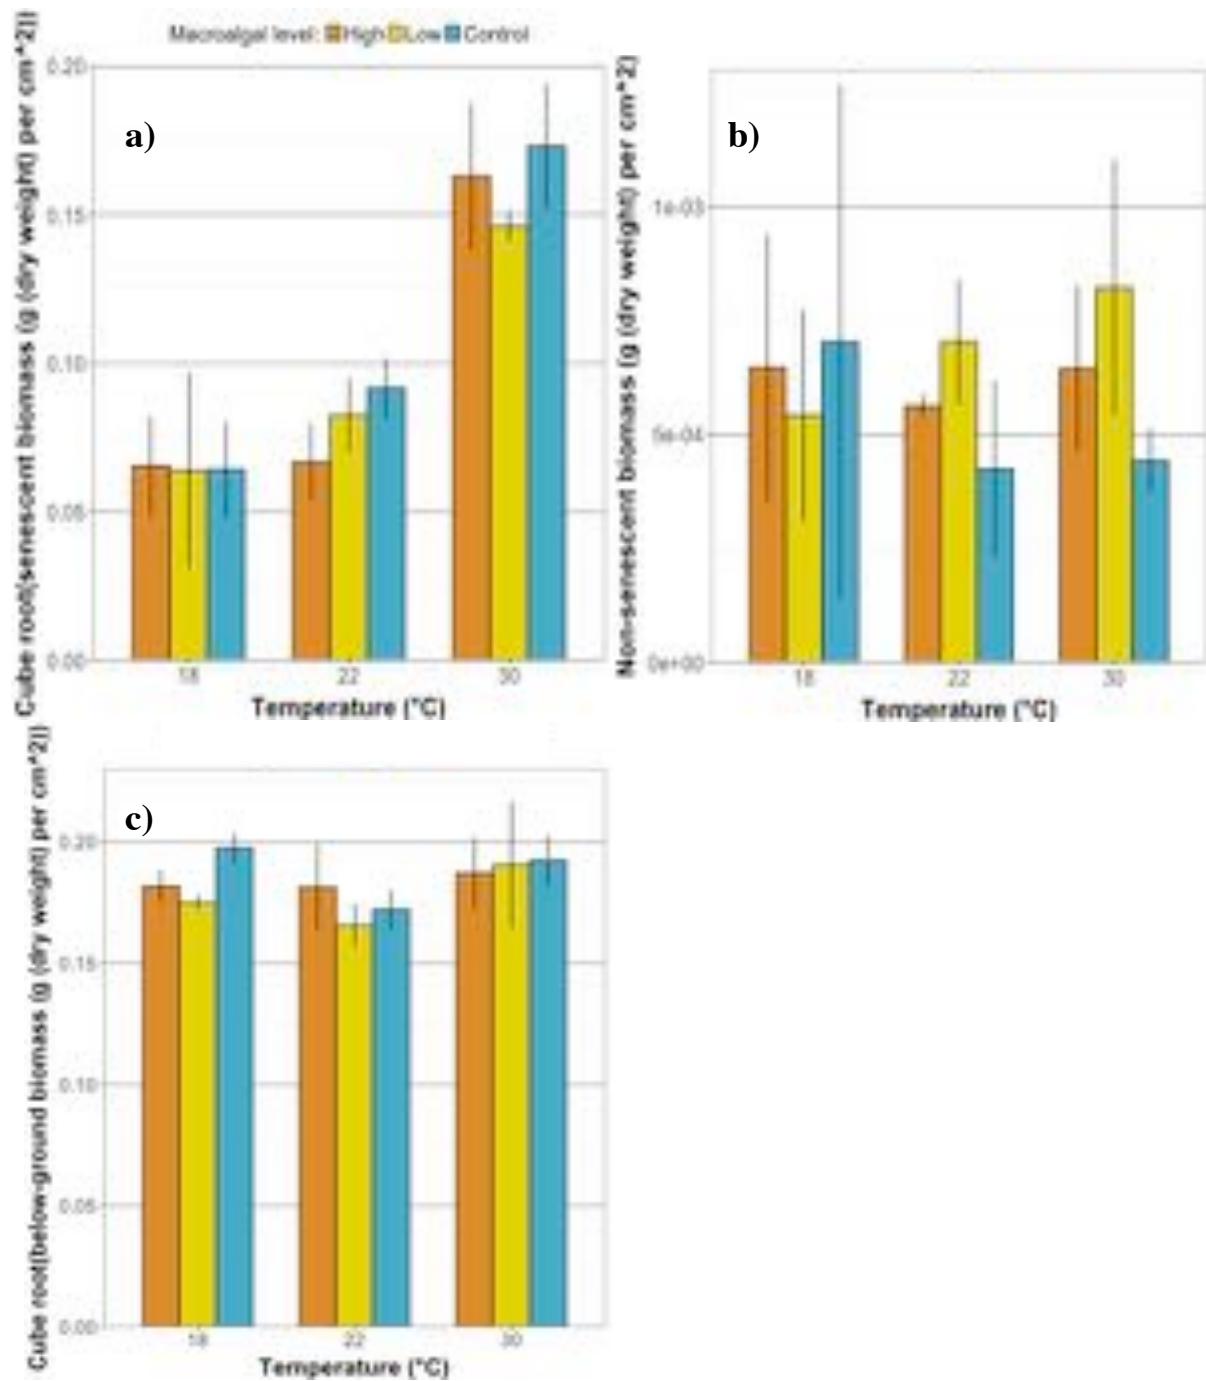 Macroalgal level: High Low Control
a)
Cube root(senescent biomass (g (dry weight) per cm^2))
0.20
0.15
0.10
0.05
0.00
18 22 30
Temperature (°C)
b)
Non-senescent biomass (g (dry weight) per cm^2)
1e-03
5e-04
0e+00
18 22 30
Temperature (°C)
c)
Cube root(below-ground biomass (g (dry weight) per cm^2))
0.20
0.15
0.10
0.05
0.00
18 22 30
Temperature (°C)